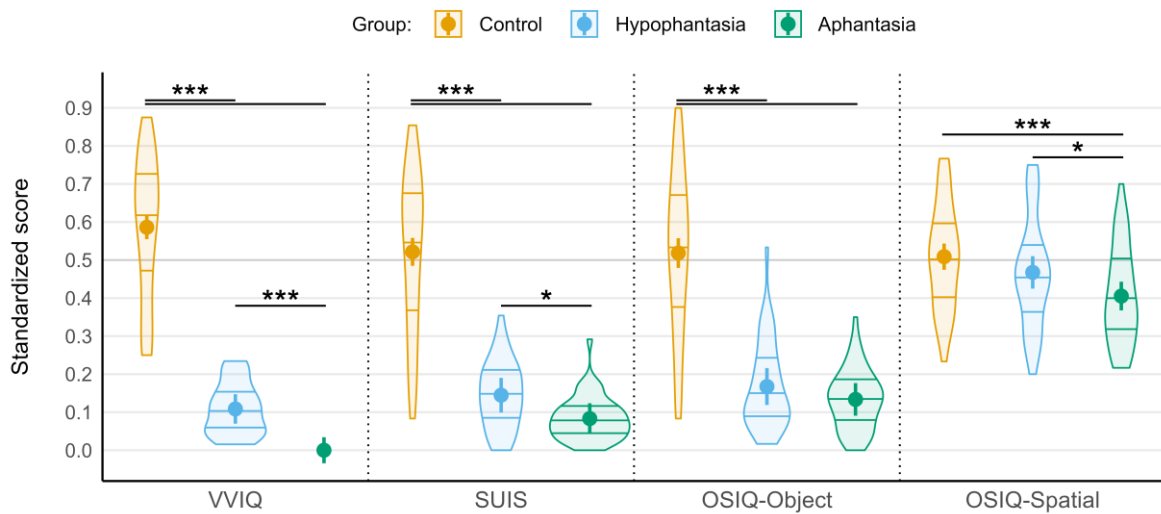 Group: Control Hypophantasia Aphantasia
*** *** *** *** *
*** *
Standardized score
0.9
0.8
0.7
0.6
0.5
0.4
0.3
0.2
0.1
0.0
VVIQ SUIS OSIQ-Object OSIQ-Spatial